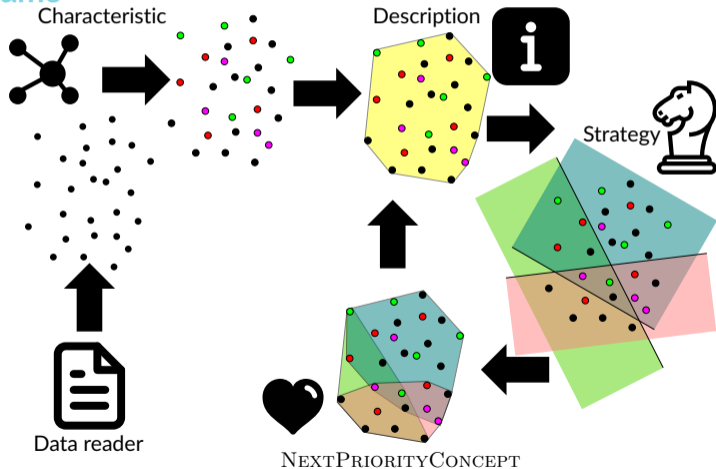 Characteristic
Description
Strategy
Data reader
NEXTPRIORITYCONCEPT